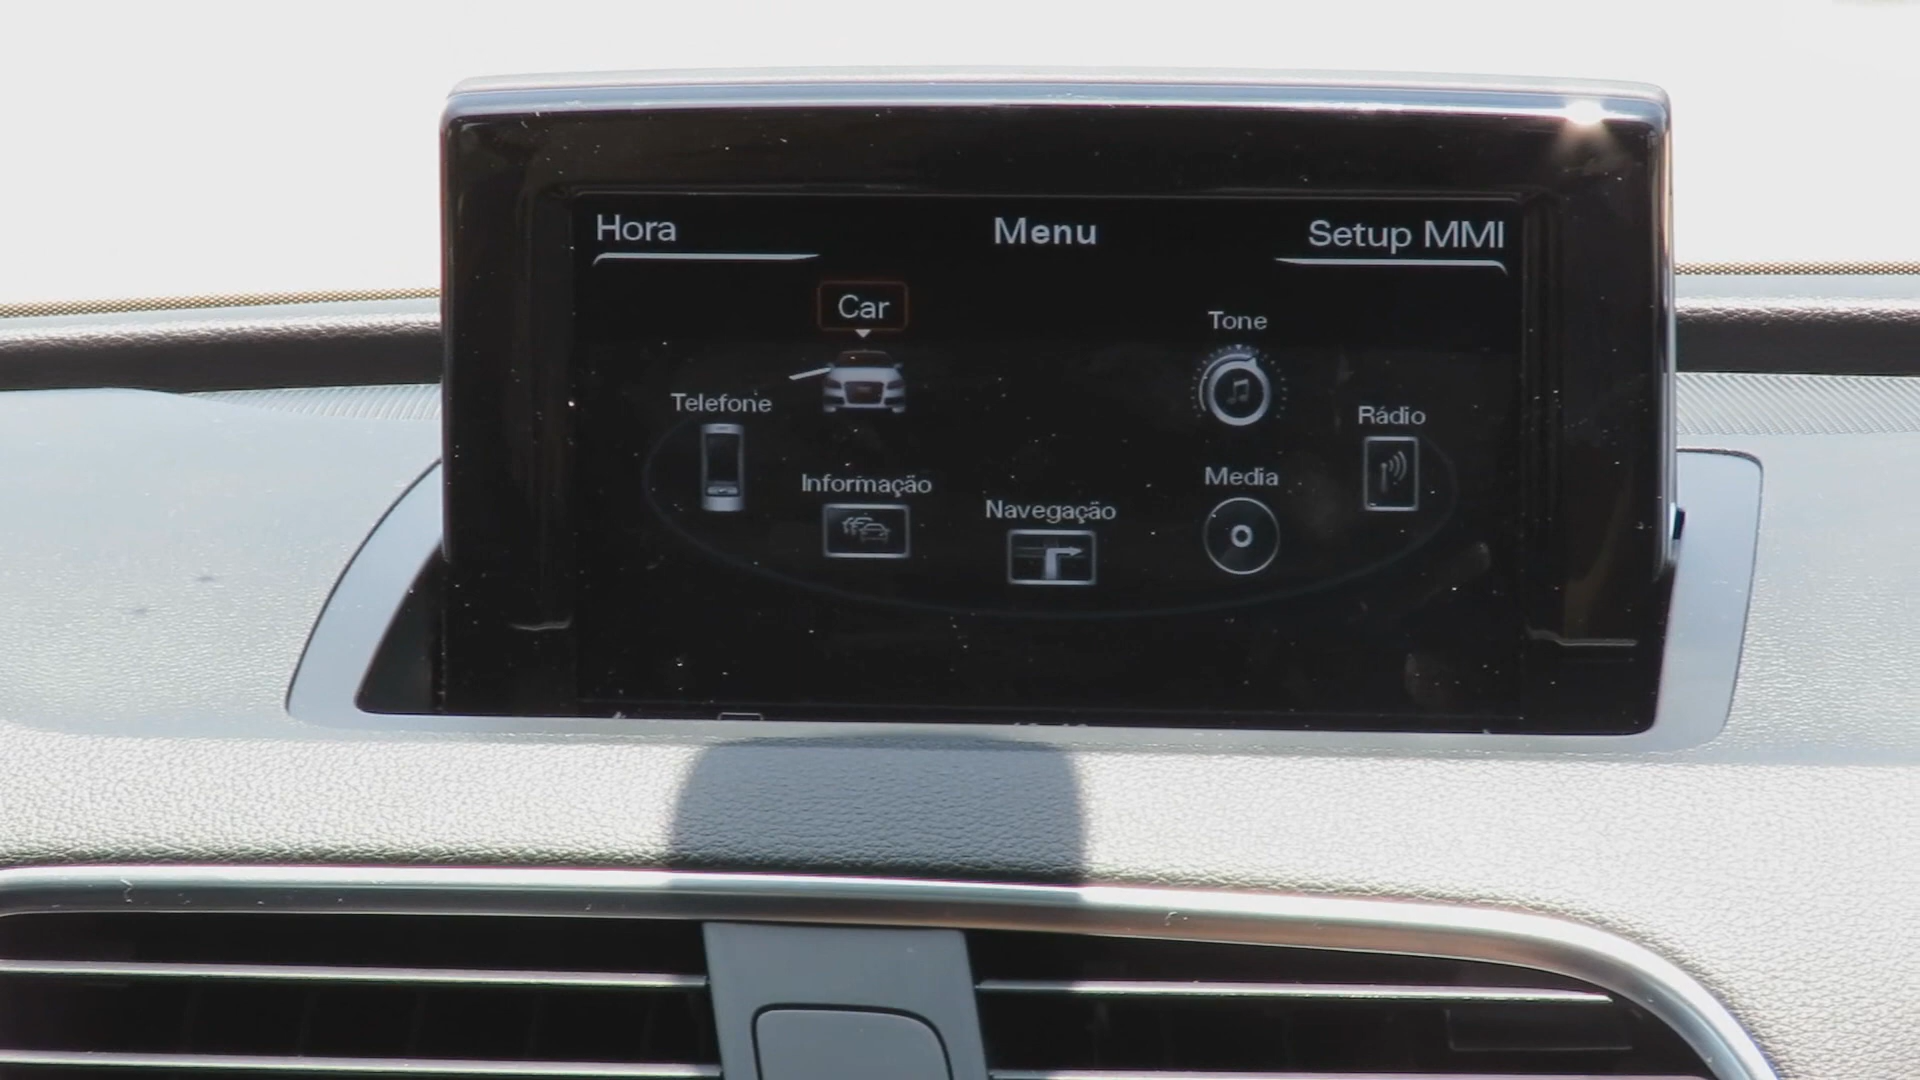 Hora Menu Setup MMI
Car
Tone
Telefone
Rádio
Informação
Media
Navegação